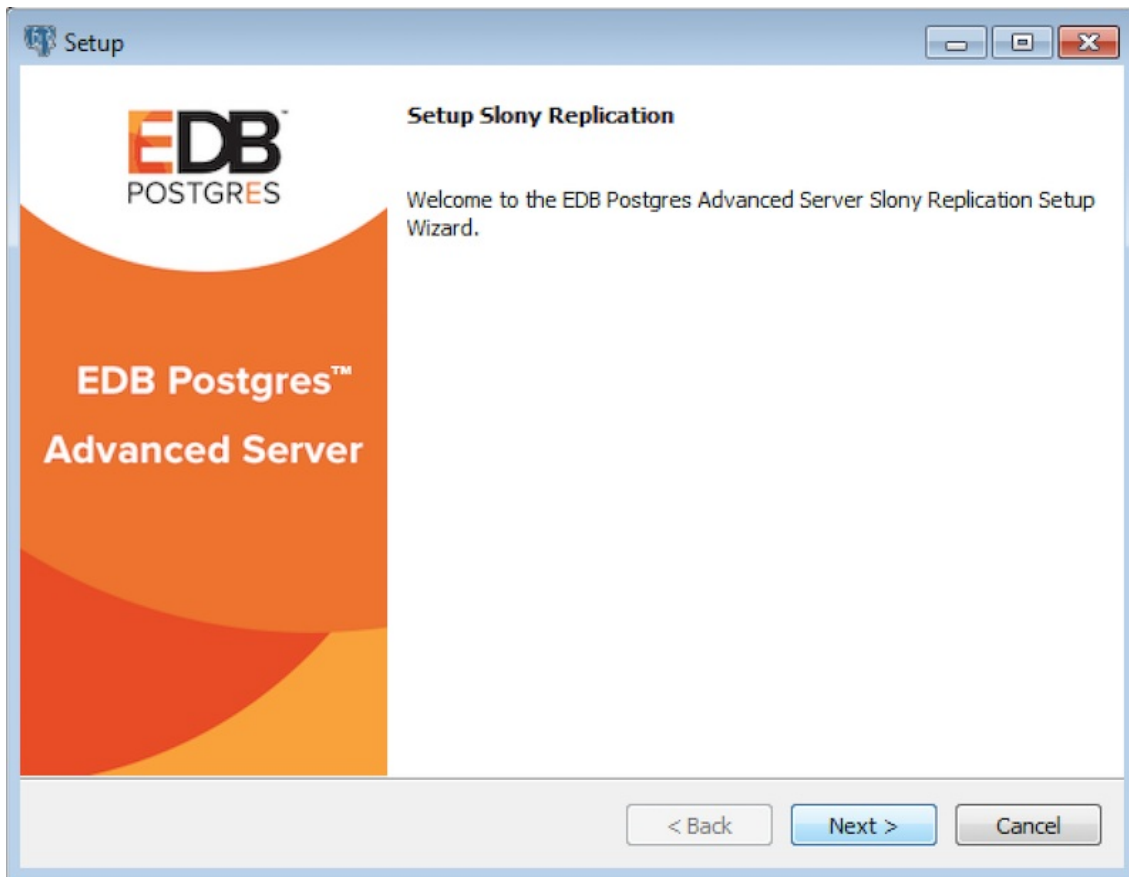 Setup
EDB™
POSTGRES
Setup Slony Replication
Welcome to the EDB Postgres Advanced Server Slony Replication Setup
Wizard.
EDB Postgres™
Advanced Server
< Back
Next >
Cancel